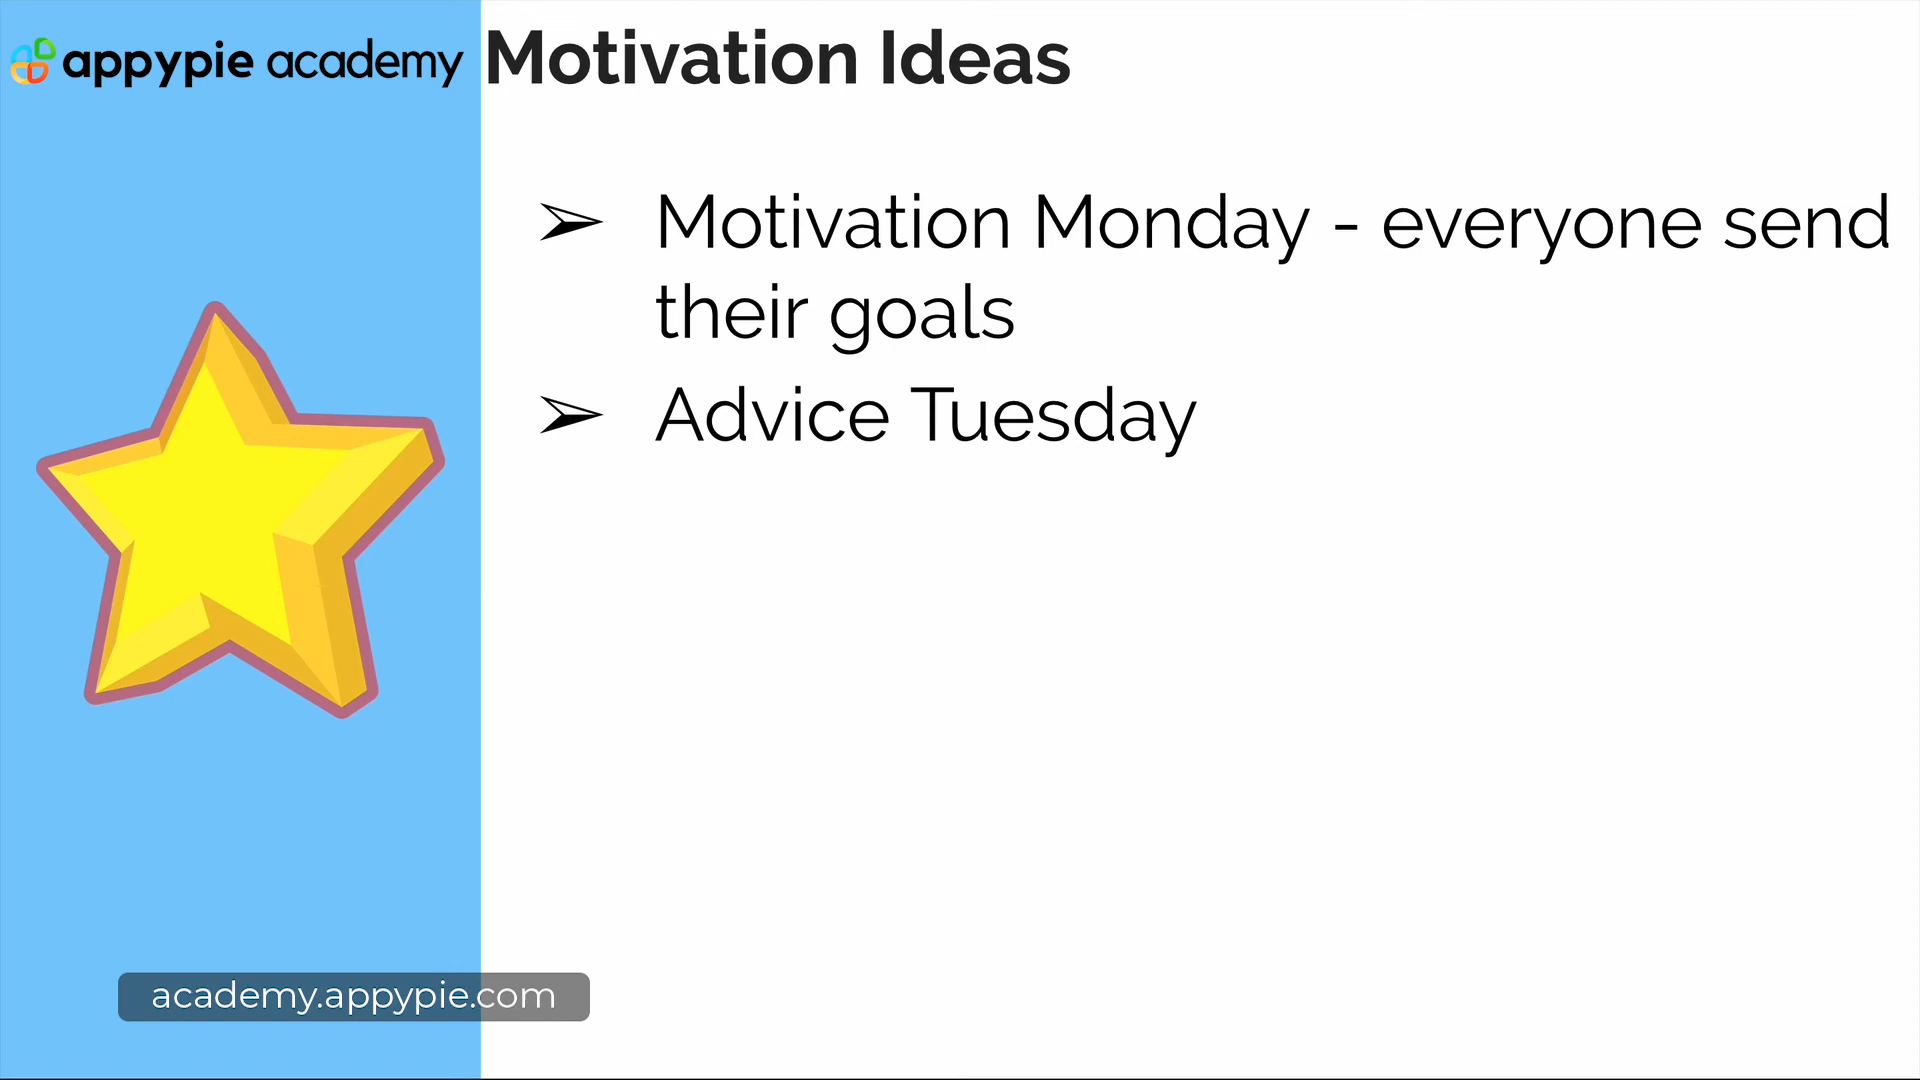 appypie academy
Motivation Ideas
➢ Motivation Monday - everyone send
their goals
➢ Advice Tuesday
academy.appypie.com